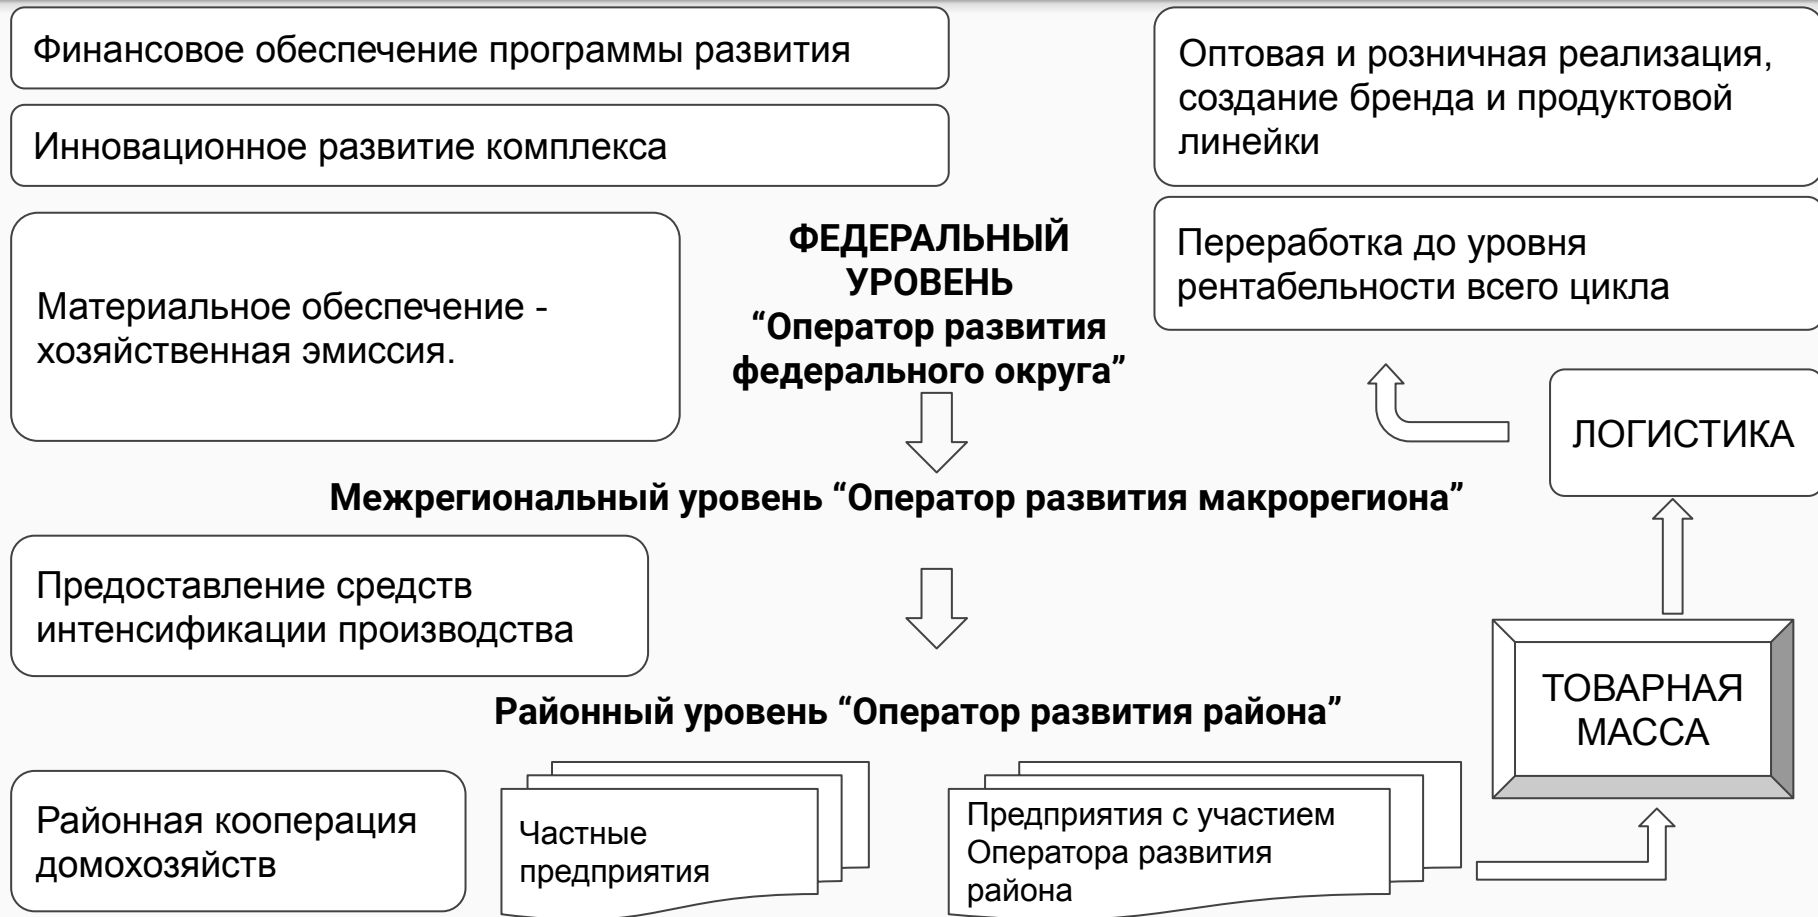 Финансовое обеспечение программы развития
Инновационное развитие комплекса
Оптовая и розничная реализация,
создание бренда и продуктовой
линейки
Материальное обеспечение -
хозяйственная эмиссия.
ФЕДЕРАЛЬНЫЙ
УРОВЕНЬ
“Оператор развития
федерального округа”
Переработка до уровня
рентабельности всего цикла
ЛОГИСТИКА
Межрегиональный уровень “Оператор развития макрорегиона”
Предоставление средств
интенсификации производства
ТОВАРНАЯ
МАССА
Районный уровень “Оператор развития района”
Районная кооперация
домохозяйств
Частные
предприятия
Предприятия с участием
Оператора развития
района